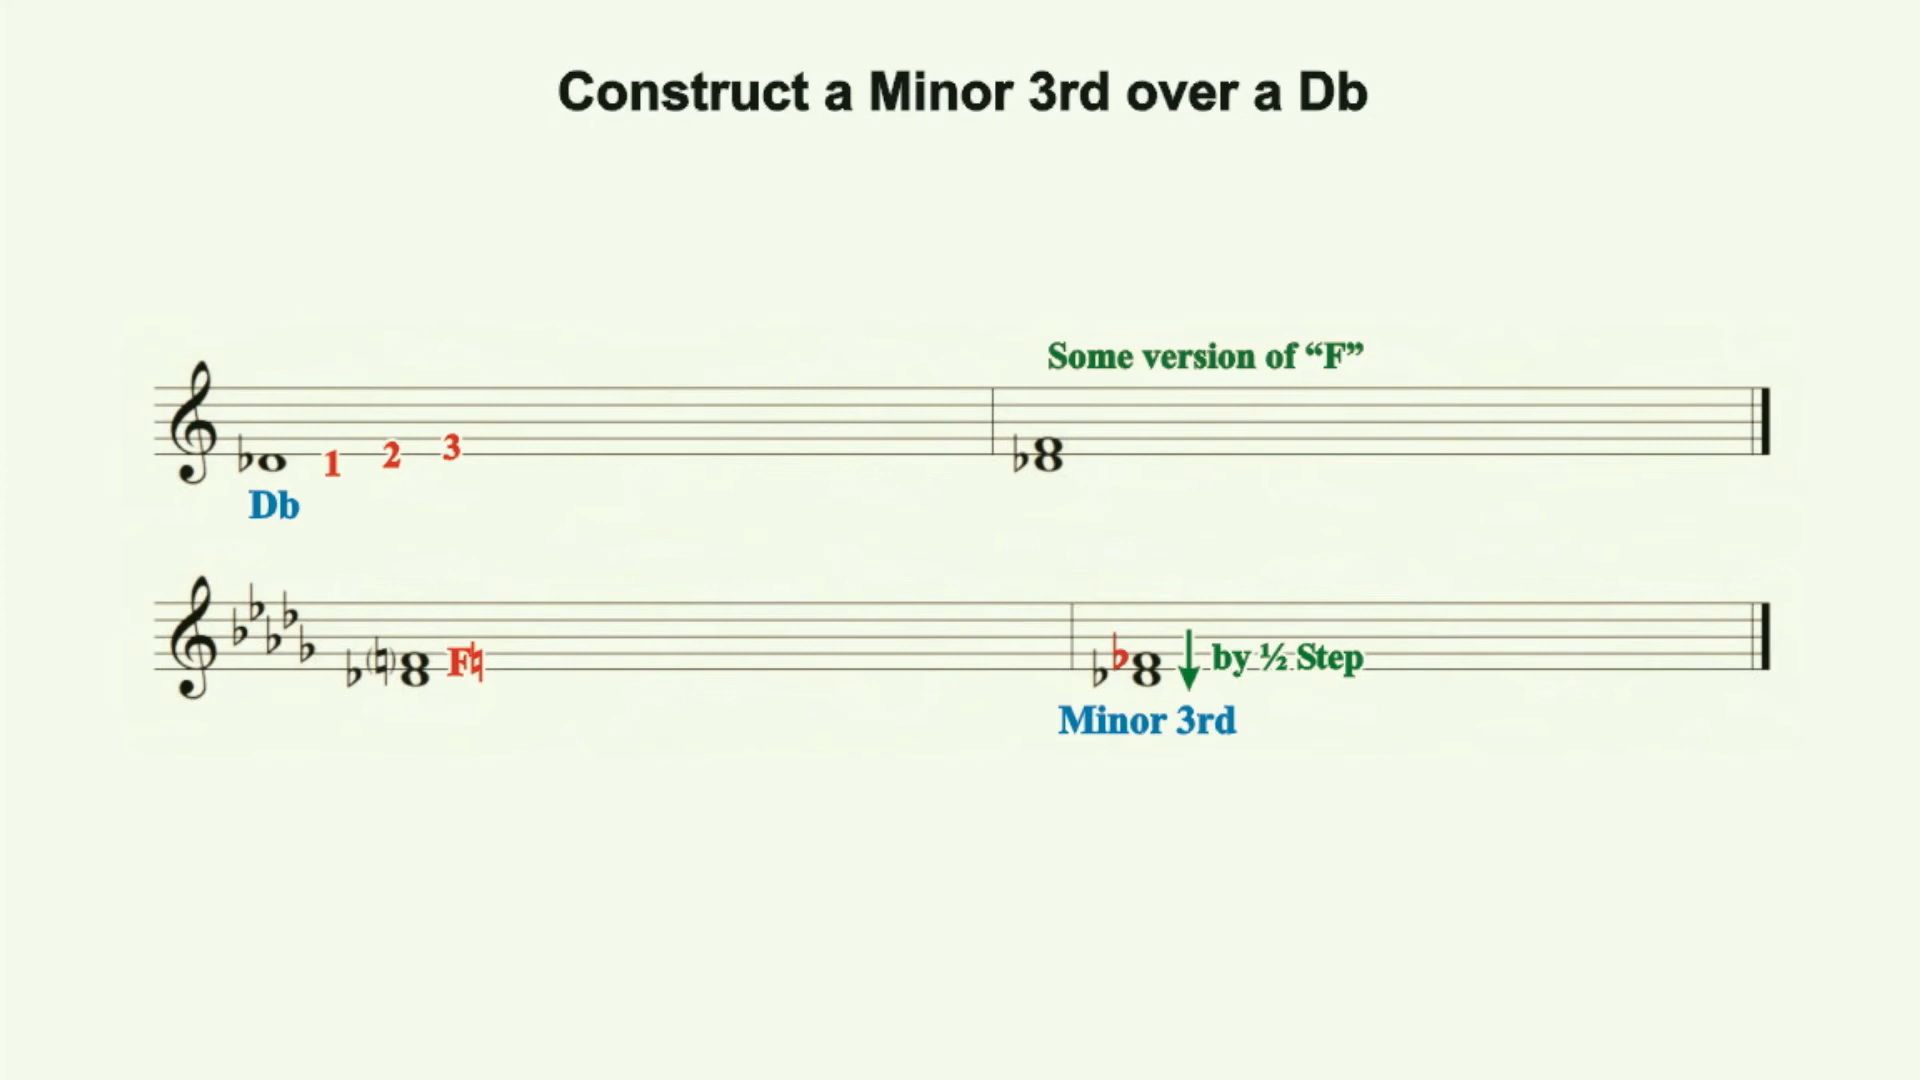 Construct a Minor 3rd over a Db
Some version of “F”
1 2 3
Db
F♮
by ½ Step
Minor 3rd